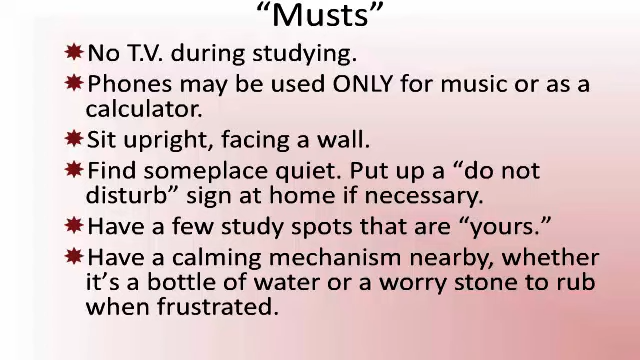 “Musts”
No T.V. during studying.
Phones may be used ONLY for music or as a
calculator.
Sit upright, facing a wall.
Find someplace quiet. Put up a “do not
disturb” sign at home if necessary.
Have a few study spots that are “yours.”
Have a calming mechanism nearby, whether
it’s a bottle of water or a worry stone to rub
when frustrated.